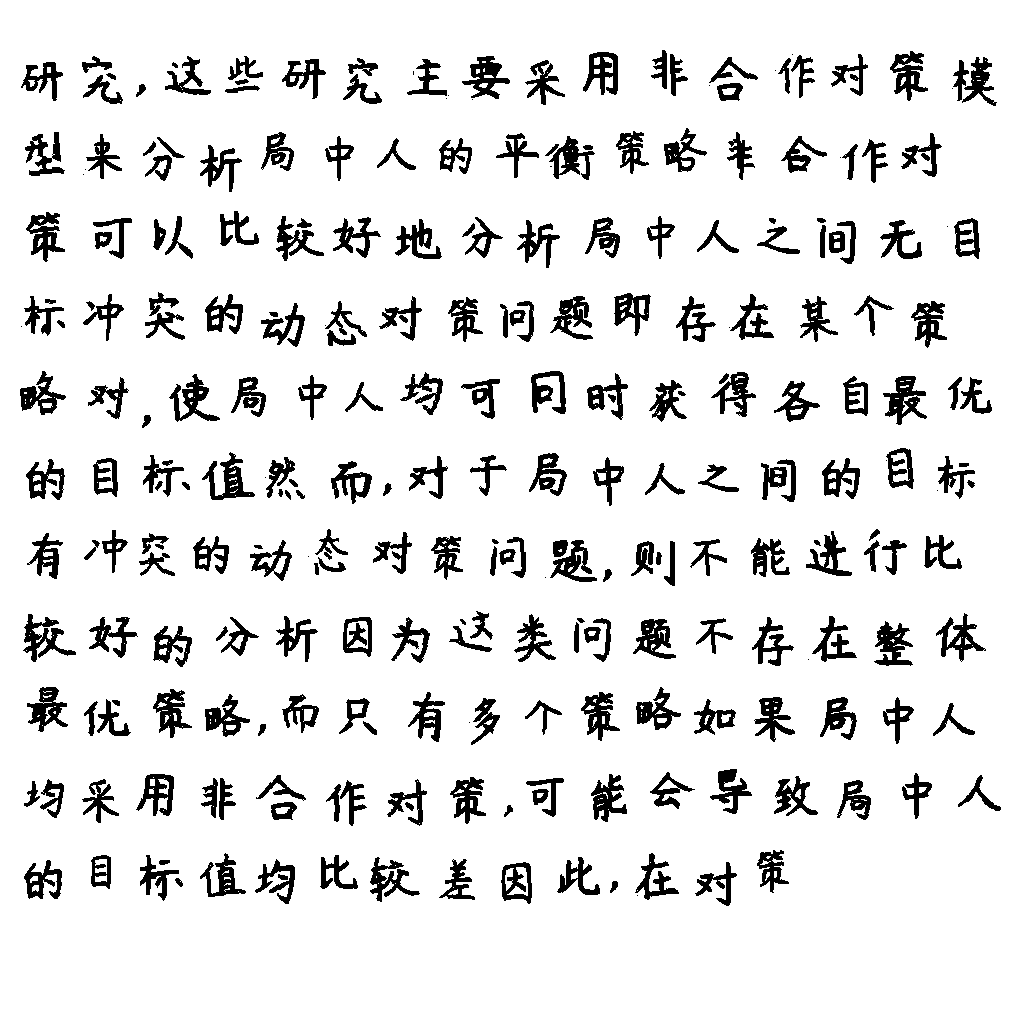 研究,这些研究主要采用非合作对策模
型来分析局中人的平衡策略非合作对
策可以比较好地分析局中人之间无目
标冲突的动态对策问题即存在某个策
略对,使局中人均可同时获得各自最优
的目标值然而,对于局中人之间的目标
有冲突的动态对策问题,则不能进行比
较好的分析因为这类问题不存在整体
最优策略,而只有多个策略如果局中人
均采用非合作对策,可能会导致局中人
的目标值均比较差因此,在对策